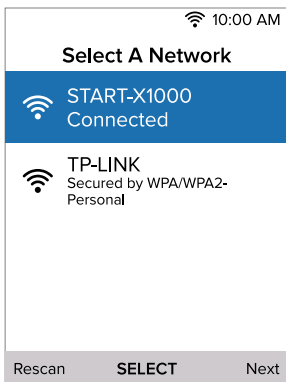 10:00 AM
Select A Network
START-X1000
Connected
TP-LINK
Secured by WPA/WPA2-
Personal
Rescan SELECT Next